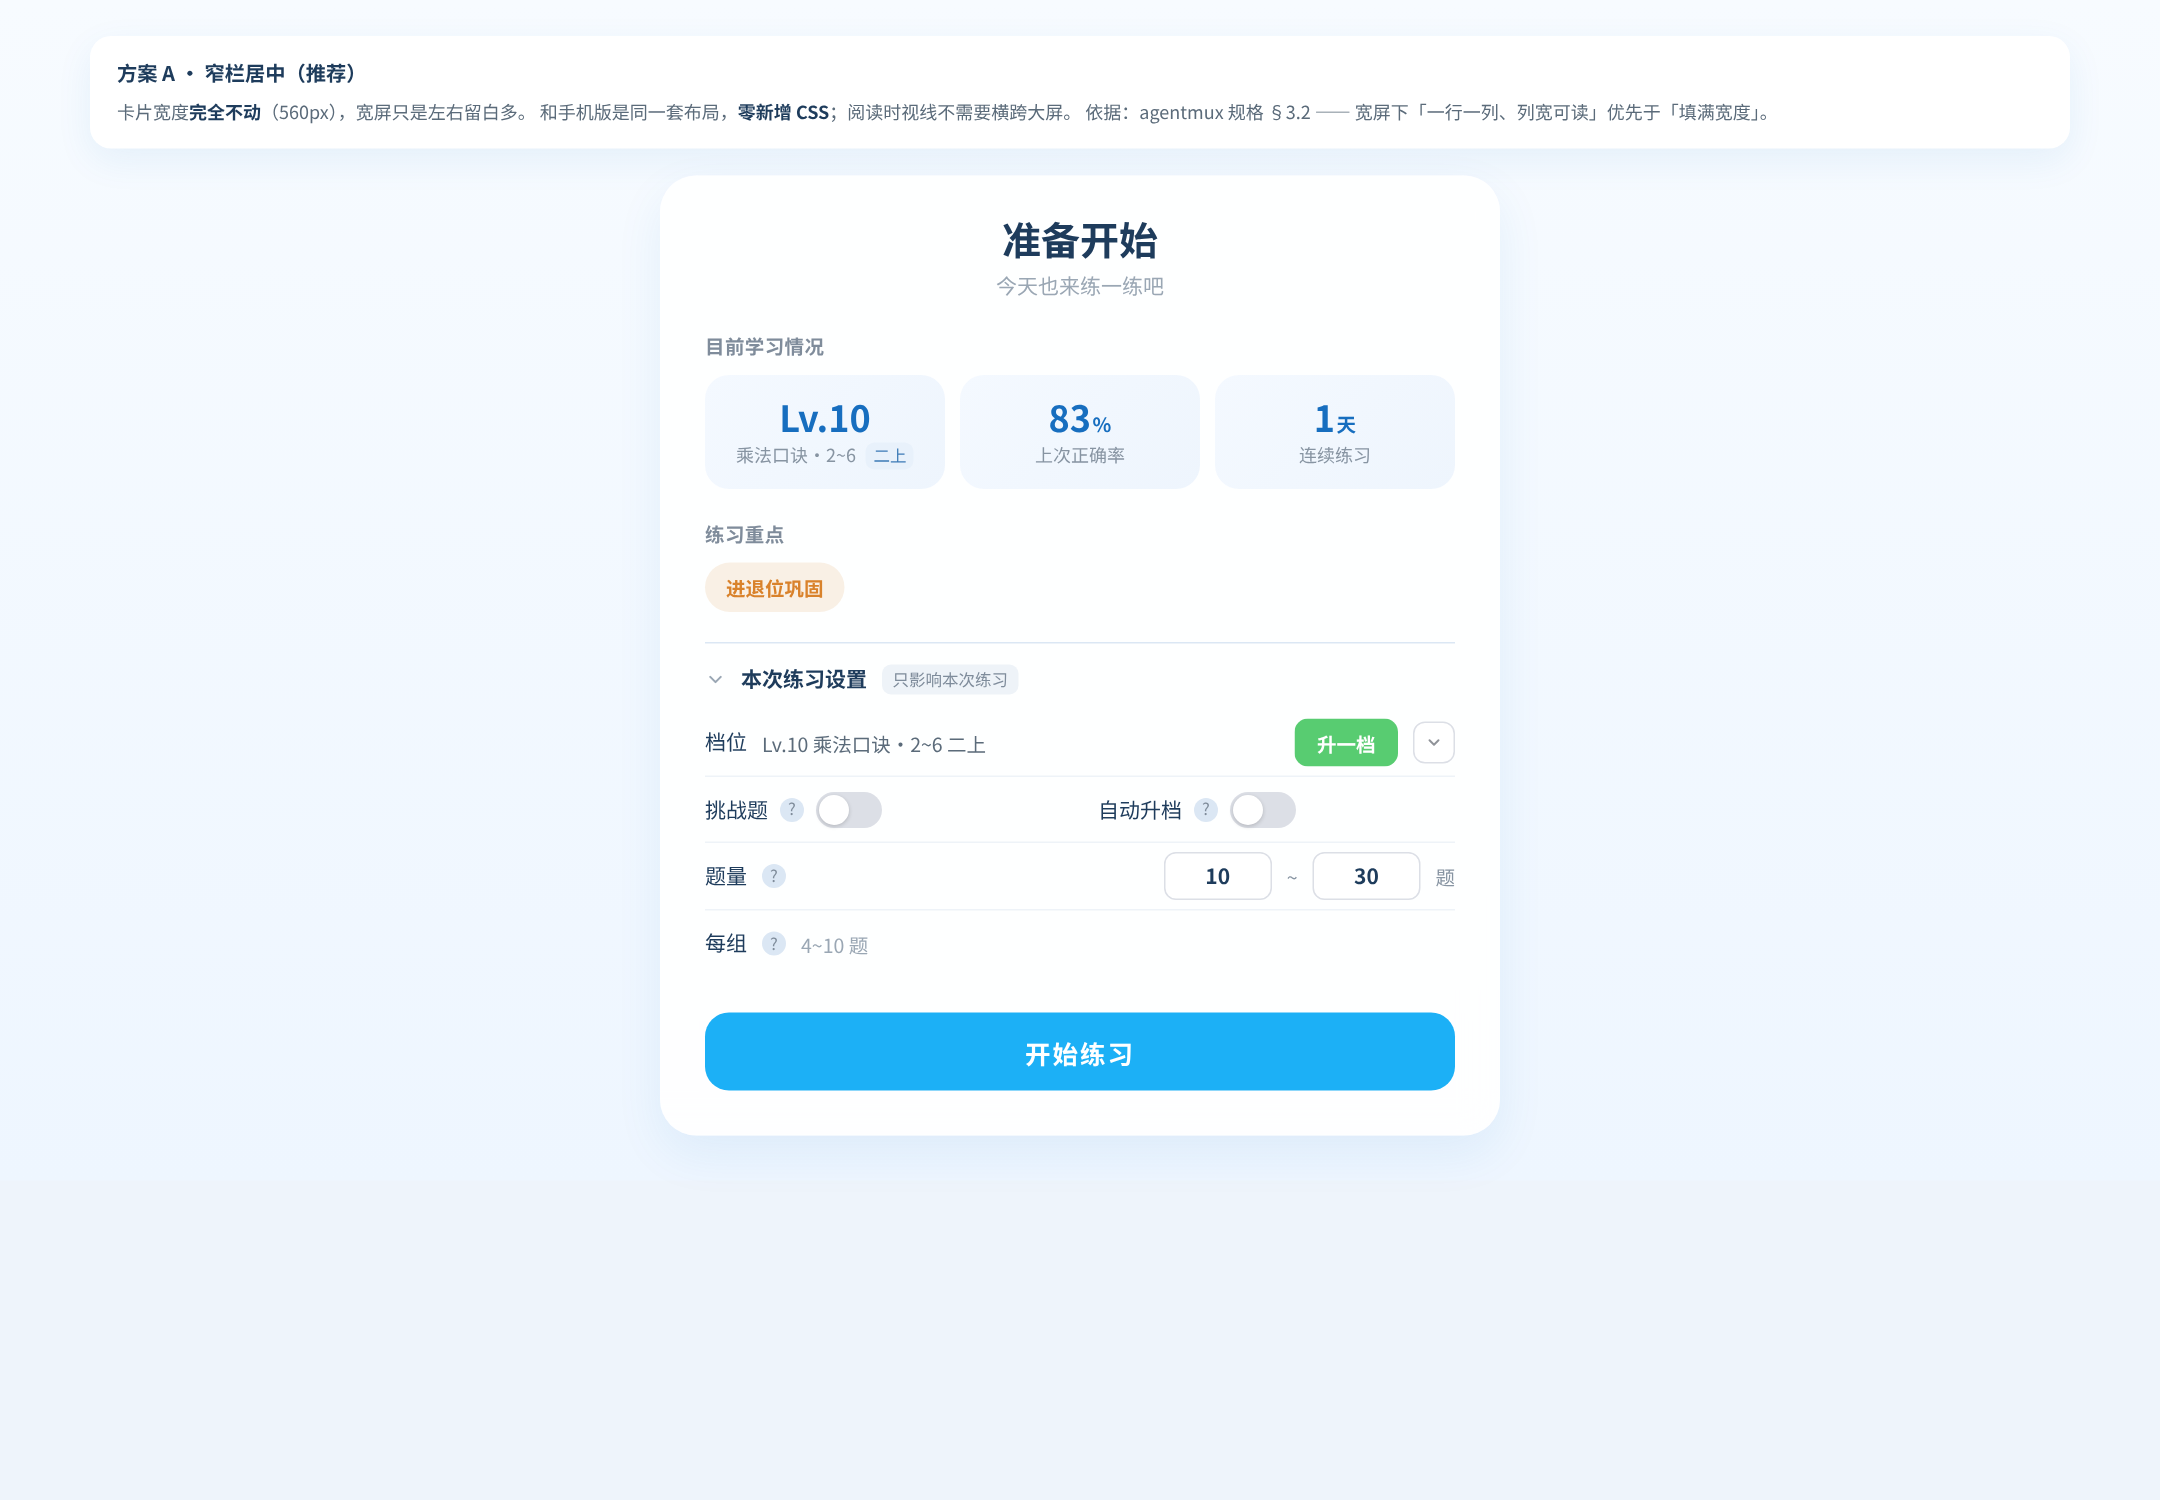 方案 A · 窄栏居中（推荐）
卡片宽度完全不动（560px），宽屏只是左右留白多。 和手机版是同一套布局，零新增 CSS；阅读时视线不需要横跨大屏。 依据：agentmux 规格 §3.2 —— 宽屏下「一行一列、列宽可读」优先于「填满宽度」。
准备开始
今天也来练一练吧
目前学习情况
Lv.10 83% 1天
乘法口诀·2~6 二上 上次正确率 连续练习
练习重点
进退位巩固
本次练习设置 只影响本次练习
档位 Lv.10 乘法口诀·2~6 二上 升一档
挑战题 ? 自动升档 ?
题量 ? 10 ~ 30 题
每组 ? 4~10 题
开始练习